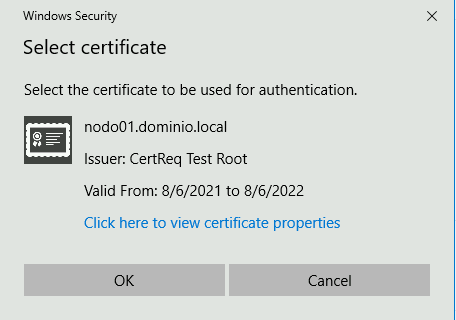 Windows Security
Select certificate
Select the certificate to be used for authentication.
nodo01.dominio.local
Issuer: CertReq Test Root
Valid From: 8/6/2021 to 8/6/2022
Click here to view certificate properties
OK
Cancel